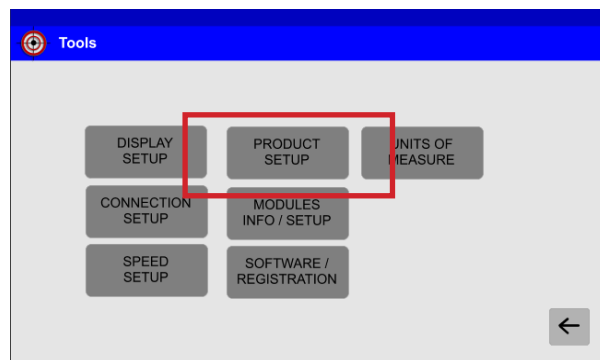 Tools
DISPLAY
SETUP
PRODUCT
SETUP
UNITS OF
MEASURE
CONNECTION
SETUP
MODULES
INFO / SETUP
SPEED
SETUP
SOFTWARE /
REGISTRATION